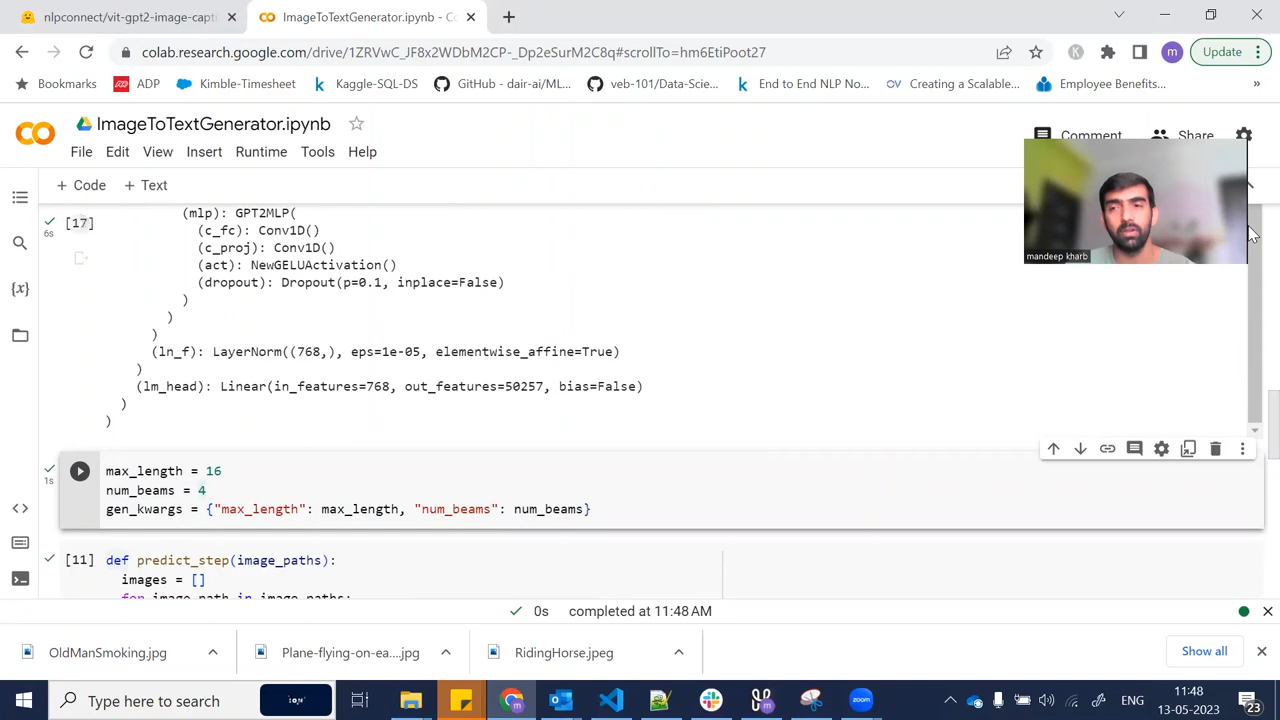 nlpconnect/vit-gpt2-image-capti
ImageToTextGenerator.ipynb - Co
colab.research.google.com/drive/1ZRVwC_JF8x2WDbM2CP-_Dp2eSurM2C8q#scrollTo=hm6EtiPoot27
m
Update
Bookmarks
ADP
Kimble-Timesheet
Kaggle-SQL-DS
GitHub - dair-ai/ML...
veb-101/Data-Scie...
End to End NLP No...
Creating a Scalable...
Employee Benefits...
ImageToTextGenerator.ipynb
Comment
Share
File Edit View Insert Runtime Tools Help
+ Code + Text
mandeep kharb
[17]
6s
(mlp): GPT2MLP(
(c_fc): Conv1D()
(c_proj): Conv1D()
(act): NewGELUActivation()
(dropout): Dropout(p=0.1, inplace=False)
)
)
)
(ln_f): LayerNorm((768,), eps=1e-05, elementwise_affine=True)
)
(lm_head): Linear(in_features=768, out_features=50257, bias=False)
)
)
1s
max_length = 16
num_beams = 4
gen_kwargs = {"max_length": max_length, "num_beams": num_beams}
[11] def predict_step(image_paths):
images = []
for image_path in image_paths:
0s completed at 11:48 AM
OldManSmoking.jpg
Plane-flying-on-ea....jpg
RidingHorse.jpeg
Show all
Type here to search
ENG
11:48
13-05-2023
23